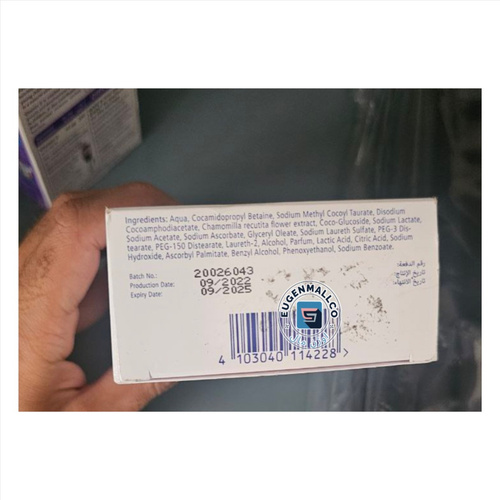 Ingredients: Aqua, Cocamidopropyl Betaine, Sodium Methyl Cocoyl Taurate, Disodium
Cocoamphodiacetate, Chamomilla recutita flower extract, Coco-Glucoside, Sodium Lactate,
Sodium Acetate, Sodium Ascorbate, Glyceryl Oleate, Sodium Laureth Sulfate, PEG-3 Dis-
tearate, PEG-150 Distearate, Laureth-2, Alcohol, Parfum, Lactic Acid, Citric Acid, Sodium
Hydroxide, Ascorbyl Palmitate, Benzyl Alcohol, Phenoxyethanol, Sodium Benzoate.
Batch No.: 20026043 رقم الدفعة:
Production Date: 09/2022 تاريخ الإنتاج:
Expiry Date: 09/2025 تاريخ الإنتهاء:
EUGENMALL.CO
4 103040 114228 >